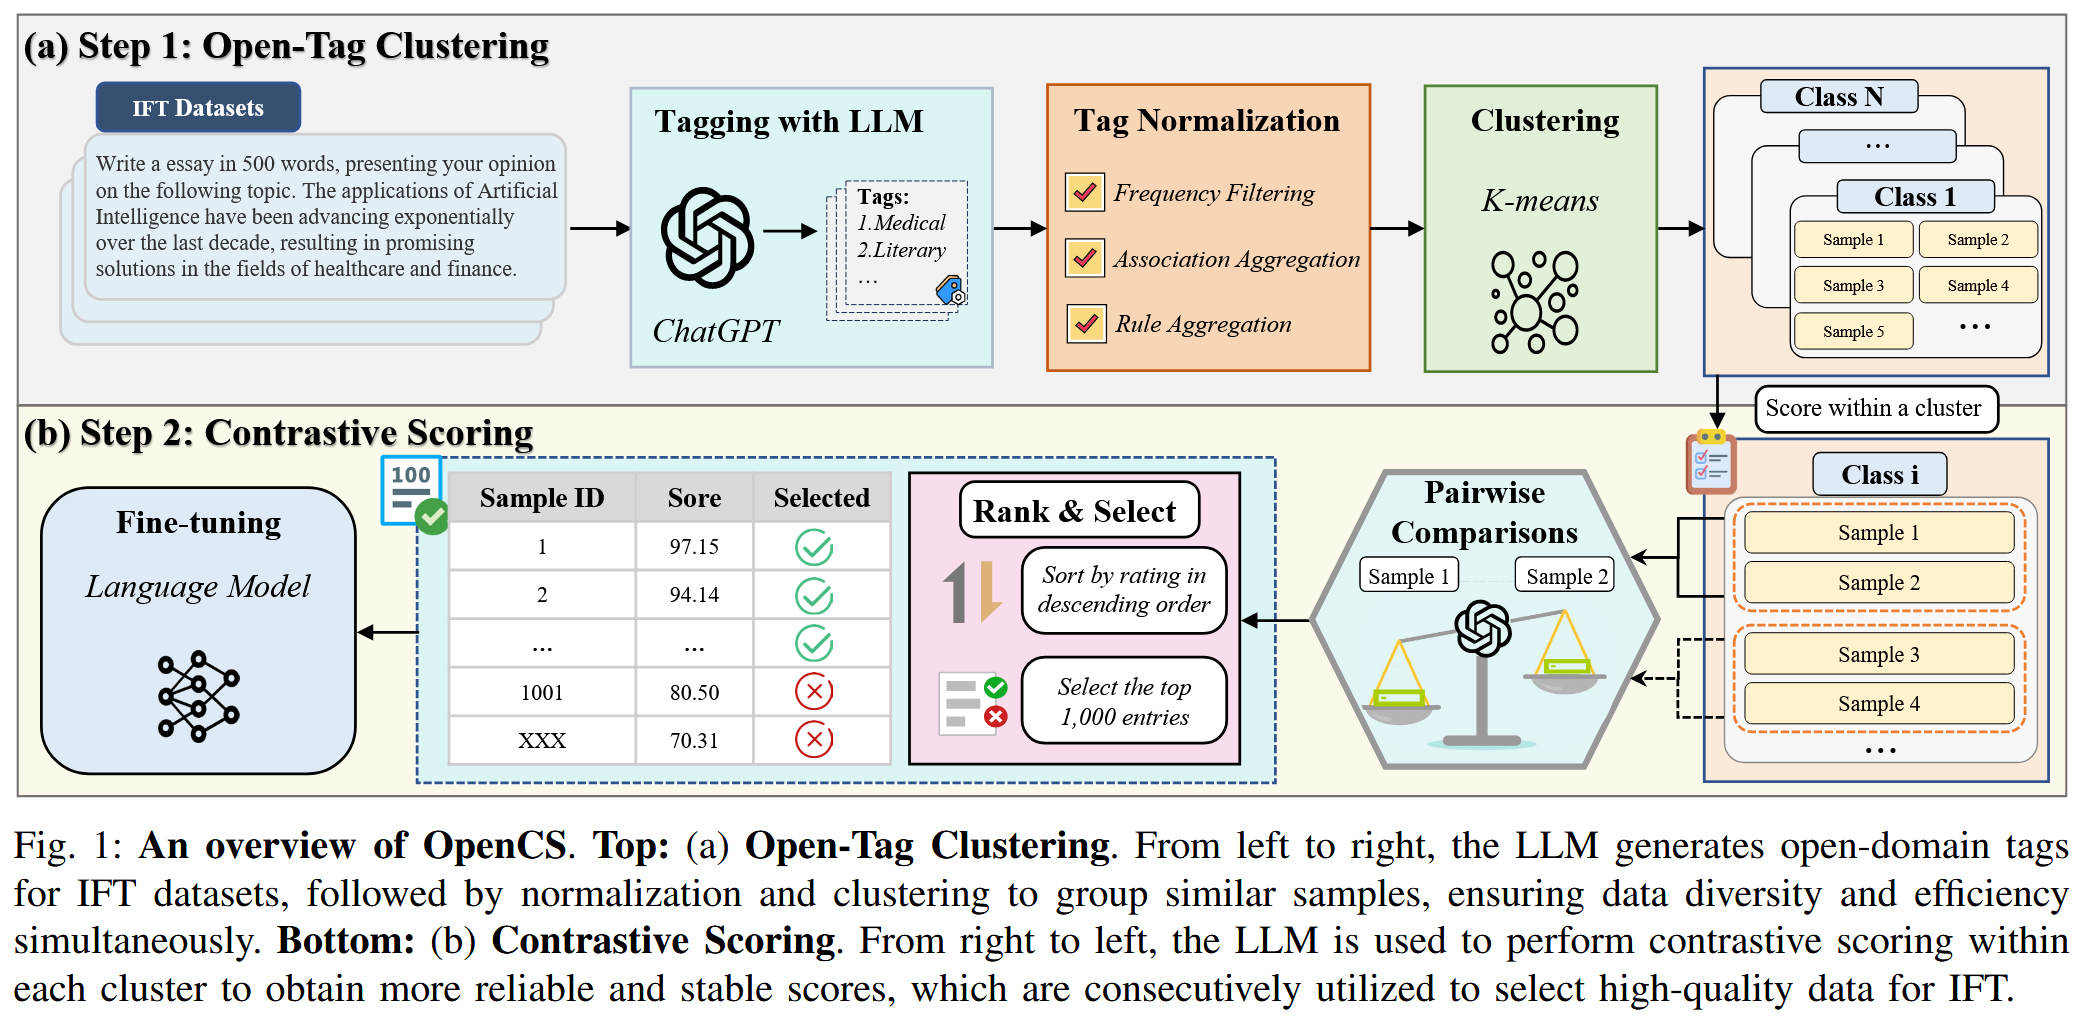 (a) Step 1: Open-Tag Clustering
IFT Datasets
Write a essay in 500 words, presenting your opinion
on the following topic. The applications of Artificial
Intelligence have been advancing exponentially
over the last decade, resulting in promising
solutions in the fields of healthcare and finance.
Tagging with LLM
ChatGPT
Tags:
1.Medical
2.Literary
...
Tag Normalization
Frequency Filtering
Association Aggregation
Rule Aggregation
Clustering
K-means
Class N
...
Class 1
Sample 1 Sample 2
Sample 3 Sample 4
Sample 5 ...
Score within a cluster
(b) Step 2: Contrastive Scoring
Class i
Sample 1
Sample 2
Sample 3
Sample 4
...
Pairwise
Comparisons
Sample 1 Sample 2
Rank & Select
Sort by rating in
descending order
Select the top
1,000 entries
100
Sample ID Sore Selected
1 97.15
2 94.14
... ...
1001 80.50
XXX 70.31
Fine-tuning
Language Model
Fig. 1: An overview of OpenCS. Top: (a) Open-Tag Clustering. From left to right, the LLM generates open-domain tags
for IFT datasets, followed by normalization and clustering to group similar samples, ensuring data diversity and efficiency
simultaneously. Bottom: (b) Contrastive Scoring. From right to left, the LLM is used to perform contrastive scoring within
each cluster to obtain more reliable and stable scores, which are consecutively utilized to select high-quality data for IFT.